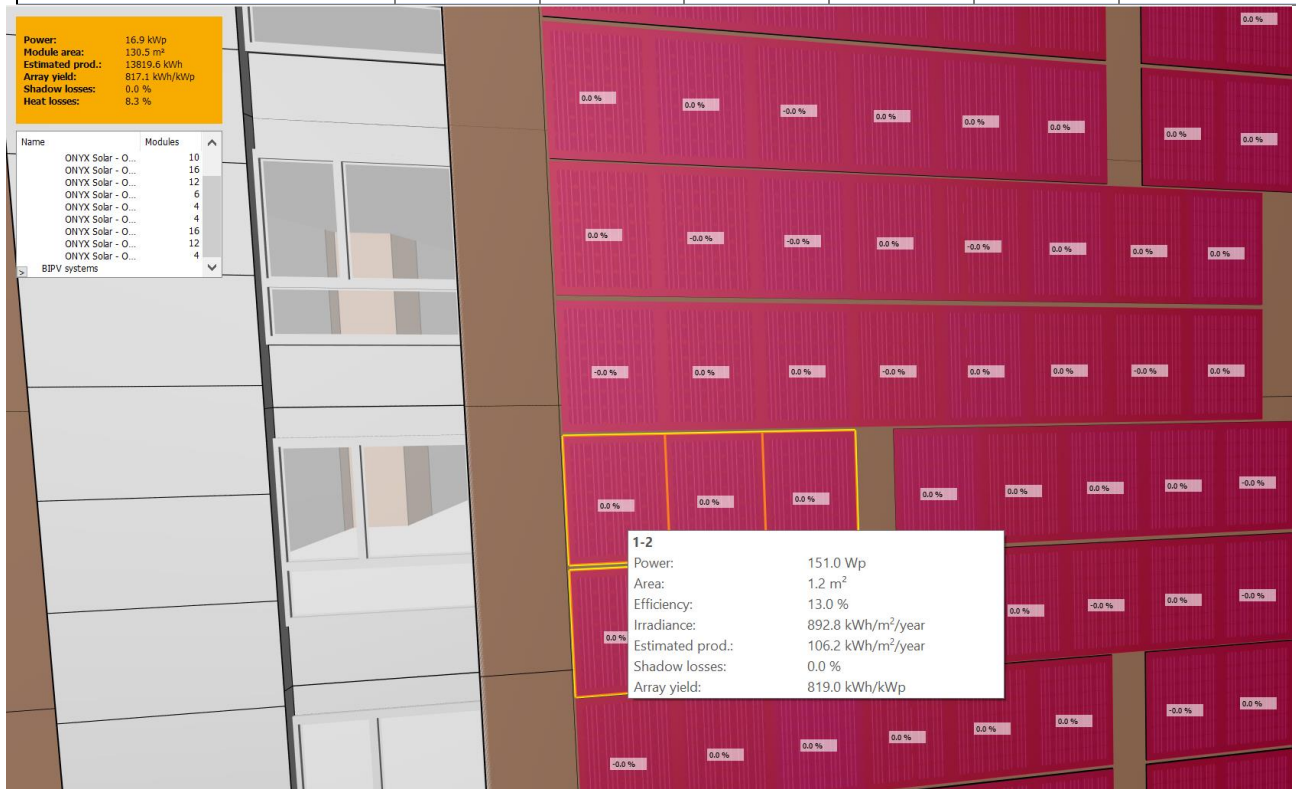 Power: 16.9 kWp
Module area: 130.5 m²
Estimated prod.: 13819.6 kWh
Array yield: 817.1 kWh/kWp
Shadow losses: 0.0 %
Heat losses: 8.3 %
Name Modules
ONYX Solar - O... 10
ONYX Solar - O... 16
ONYX Solar - O... 12
ONYX Solar - O... 6
ONYX Solar - O... 4
ONYX Solar - O... 4
ONYX Solar - O... 16
ONYX Solar - O... 12
ONYX Solar - O... 4
> BIPV systems
0.0 %
0.0 % 0.0 % -0.0 % 0.0 % 0.0 % 0.0 % 0.0 % 0.0 %
0.0 % -0.0 % -0.0 % 0.0 % -0.0 % 0.0 % 0.0 % 0.0 %
-0.0 % 0.0 % 0.0 % -0.0 % 0.0 % 0.0 % -0.0 % 0.0 %
0.0 % 0.0 % 0.0 % 0.0 % 0.0 % 0.0 % 0.0 % -0.0 %
0.0 % 0.0 % -0.0 % 0.0 % -0.0 %
1-2
Power: 151.0 Wp
Area: 1.2 m²
Efficiency: 13.0 %
Irradiance: 892.8 kWh/m²/year
Estimated prod.: 106.2 kWh/m²/year
Shadow losses: 0.0 %
Array yield: 819.0 kWh/kWp
-0.0 % 0.0 % 0.0 % 0.0 % 0.0 % 0.0 % -0.0 % 0.0 %